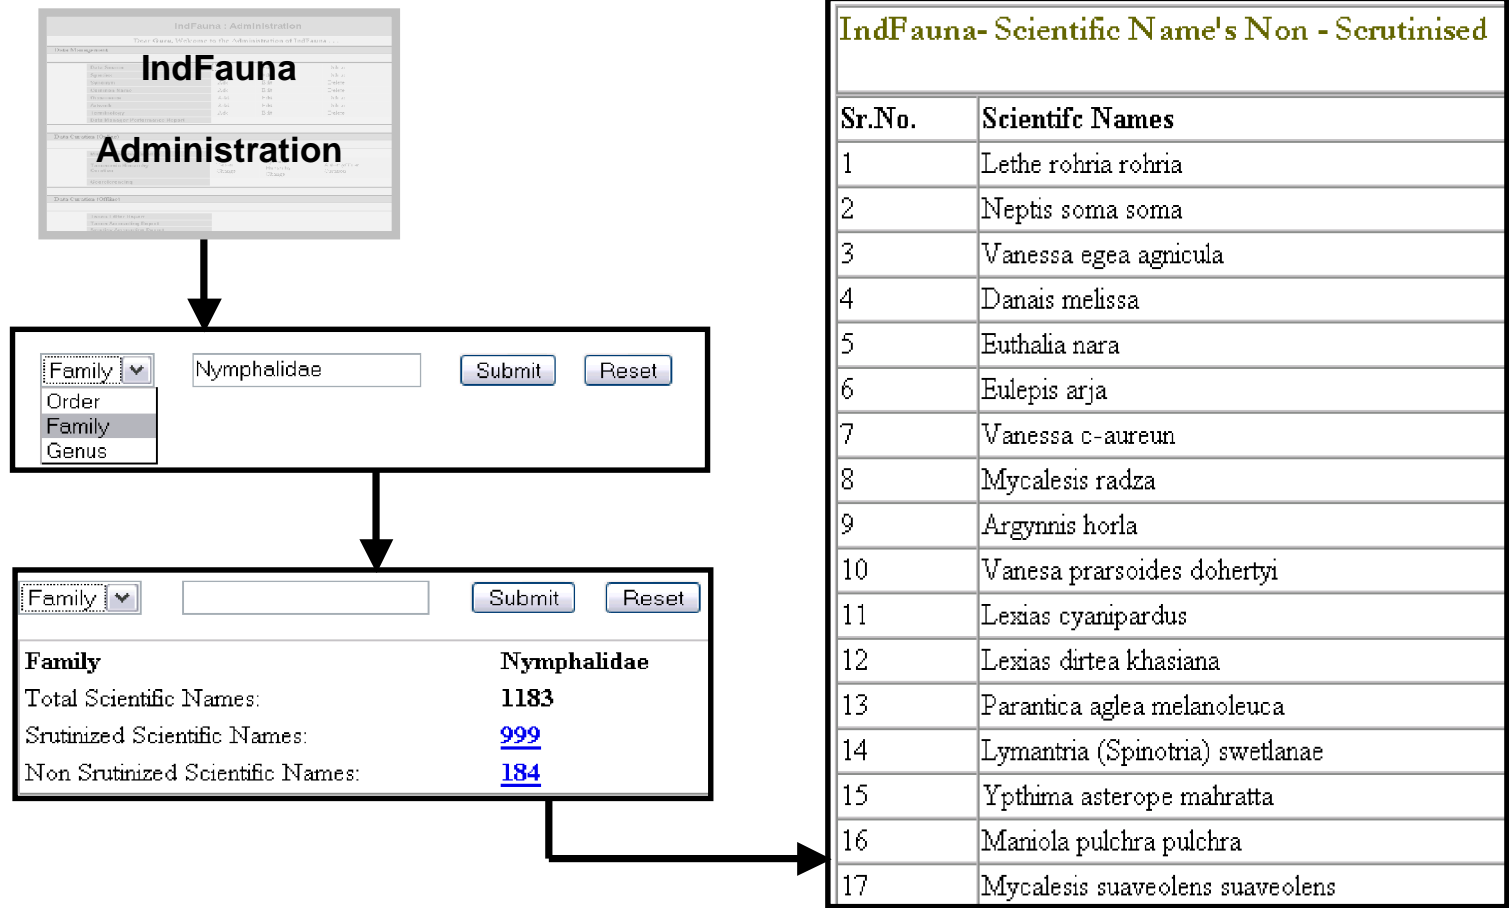 IndFauna : Administration
Data Management
IndFauna
Administration
Family
Nymphalidae
Submit
Reset
Order
Family
Genus
Family
Submit
Reset
Family Nymphalidae
Total Scientific Names: 1183
Srutinized Scientific Names: 999
Non Srutinized Scientific Names: 184
IndFauna- Scientific Name's Non - Scrutinised
Sr.No. Scientifc Names
1 Lethe rohria rohria
2 Neptis soma soma
3 Vanessa egea agnicula
4 Danais melissa
5 Euthalia nara
6 Eulepis arja
7 Vanessa c-aureun
8 Mycalesis radza
9 Argynnis horla
10 Vanesa prarsoides dohertyi
11 Lexias cyanipardus
12 Lexias dirtea khasiana
13 Parantica aglea melanoleuca
14 Lymantria (Spinotria) swetlanae
15 Ypthima asterope mahratta
16 Maniola pulchra pulchra
17 Mycalesis suaveolens suaveolens